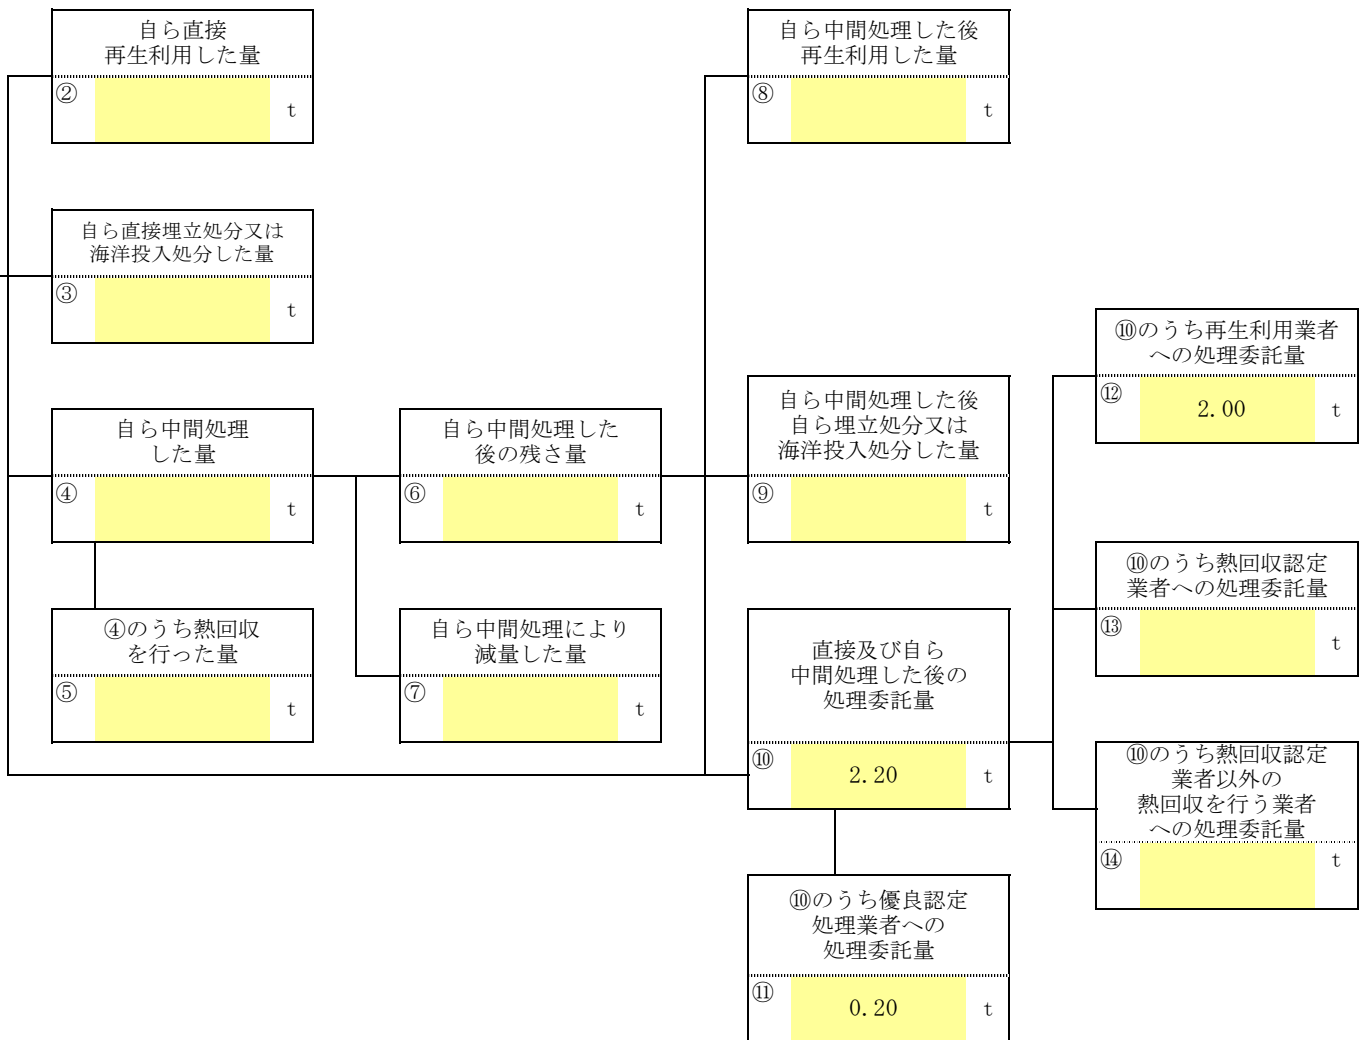 自ら直接
再生利用した量
②
t
自ら直接埋立処分又は
海洋投入処分した量
③
t
自ら中間処理
した量
④
t
④のうち熱回収
を行った量
⑤
t
自ら中間処理した
後の残さ量
⑥
t
自ら中間処理により
減量した量
⑦
t
自ら中間処理した後
再生利用した量
⑧
t
自ら中間処理した後
自ら埋立処分又は
海洋投入処分した量
⑨
t
直接及び自ら
中間処理した後の
処理委託量
⑩ 2.20 t
⑩のうち優良認定
処理業者への
処理委託量
⑪ 0.20 t
⑩のうち再生利用業者
への処理委託量
⑫ 2.00 t
⑩のうち熱回収認定
業者への処理委託量
⑬
t
⑩のうち熱回収認定
業者以外の
熱回収を行う業者
への処理委託量
⑭
t